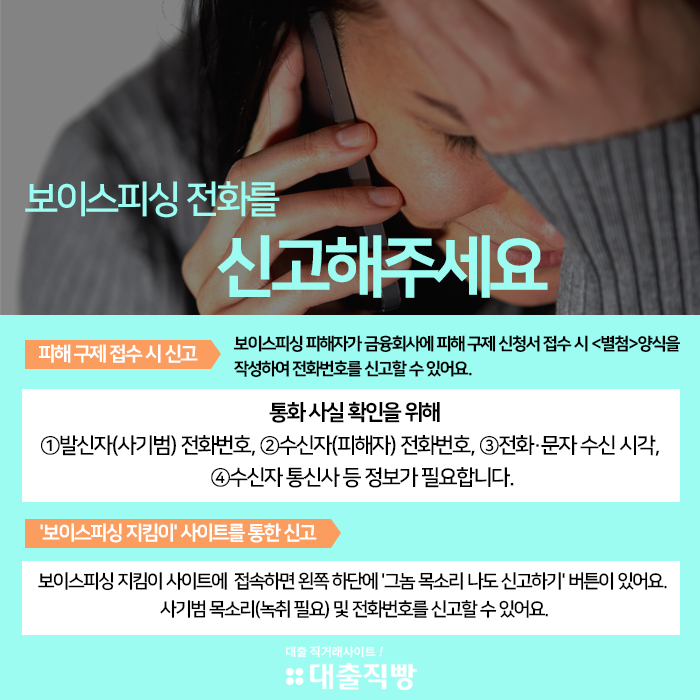 보이스피싱 전화를
신고해주세요
피해 구제 접수 시 신고
보이스피싱 피해자가 금융회사에 피해 구제 신청서 접수 시 <별첨>양식을
작성하여 전화번호를 신고할 수 있어요.
통화 사실 확인을 위해
①발신자(사기범) 전화번호, ②수신자(피해자) 전화번호, ③전화·문자 수신 시각,
④수신자 통신사 등 정보가 필요합니다.
'보이스피싱 지킴이' 사이트를 통한 신고
보이스피싱 지킴이 사이트에 접속하면 왼쪽 하단에 '그놈 목소리 나도 신고하기' 버튼이 있어요.
사기범 목소리(녹취 필요) 및 전화번호를 신고할 수 있어요.
대출 직거래사이트!
대출직빵